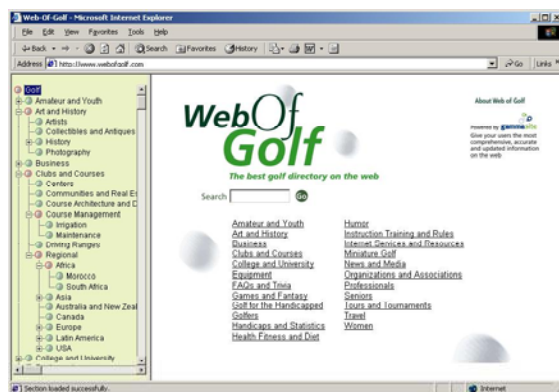 Web-Of-Golf - Microsoft Internet Explorer
File Edit View Favorites Tools Help
Back Search Favorites History
Address http://www.webofgolf.com Go Links
Golf
Amateur and Youth
Art and History
Artists
Collectibles and Antiques
History
Photography
Business
Clubs and Courses
Centers
Communities and Real Es
Course Architecture and D
Course Management
Irrigation
Maintenance
Driving Ranges
Regional
Africa
Morocco
South Africa
Asia
Australia and New Zeal
Canada
Europe
Latin America
USA
College and University
Web Of Golf
The best golf directory on the web
Search Go
About Web of Golf
Powered by gammasite
Give your users the most
comprehensive, accurate
and updated information
on the web
Amateur and Youth
Art and History
Business
Clubs and Courses
College and University
Equipment
FAQs and Trivia
Games and Fantasy
Golf for the Handicapped
Golfers
Handicaps and Statistics
Health Fitness and Diet
Humor
Instruction Training and Rules
Internet Services and Resources
Miniature Golf
News and Media
Organizations and Associations
Professionals
Seniors
Tours and Tournaments
Travel
Women
Section loaded successfully. Internet